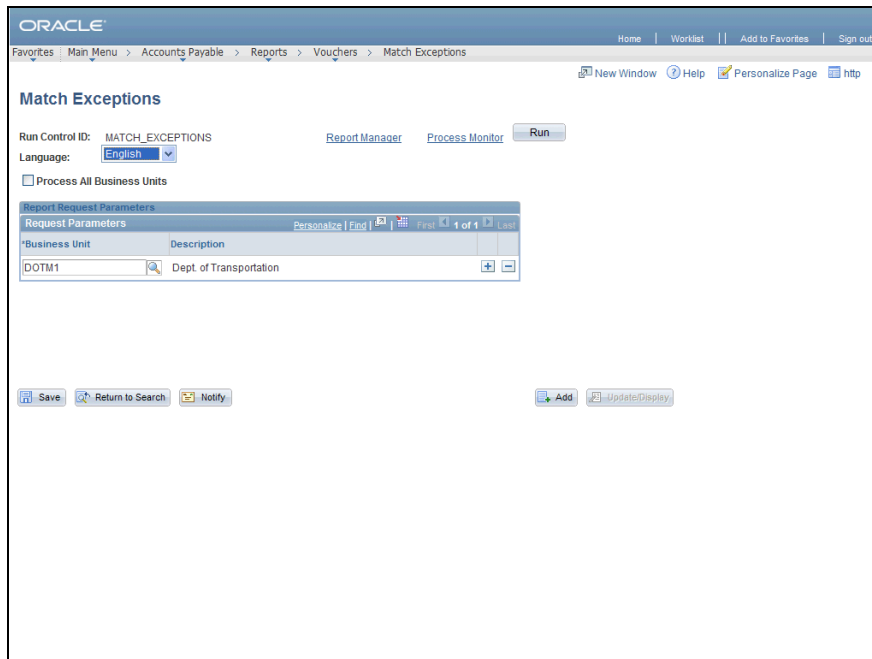 ORACLE
Home | Worklist || Add to Favorites | Sign out
Favorites Main Menu > Accounts Payable > Reports > Vouchers > Match Exceptions
New Window Help Personalize Page http
Match Exceptions
Run Control ID: MATCH_EXCEPTIONS Report Manager Process Monitor Run
Language: English
Process All Business Units
Report Request Parameters
Request Parameters Personalize | Find | | First 1 of 1 Last
*Business Unit Description
DOTM1 Dept. of Transportation
Save Return to Search Notify Add Update/Display